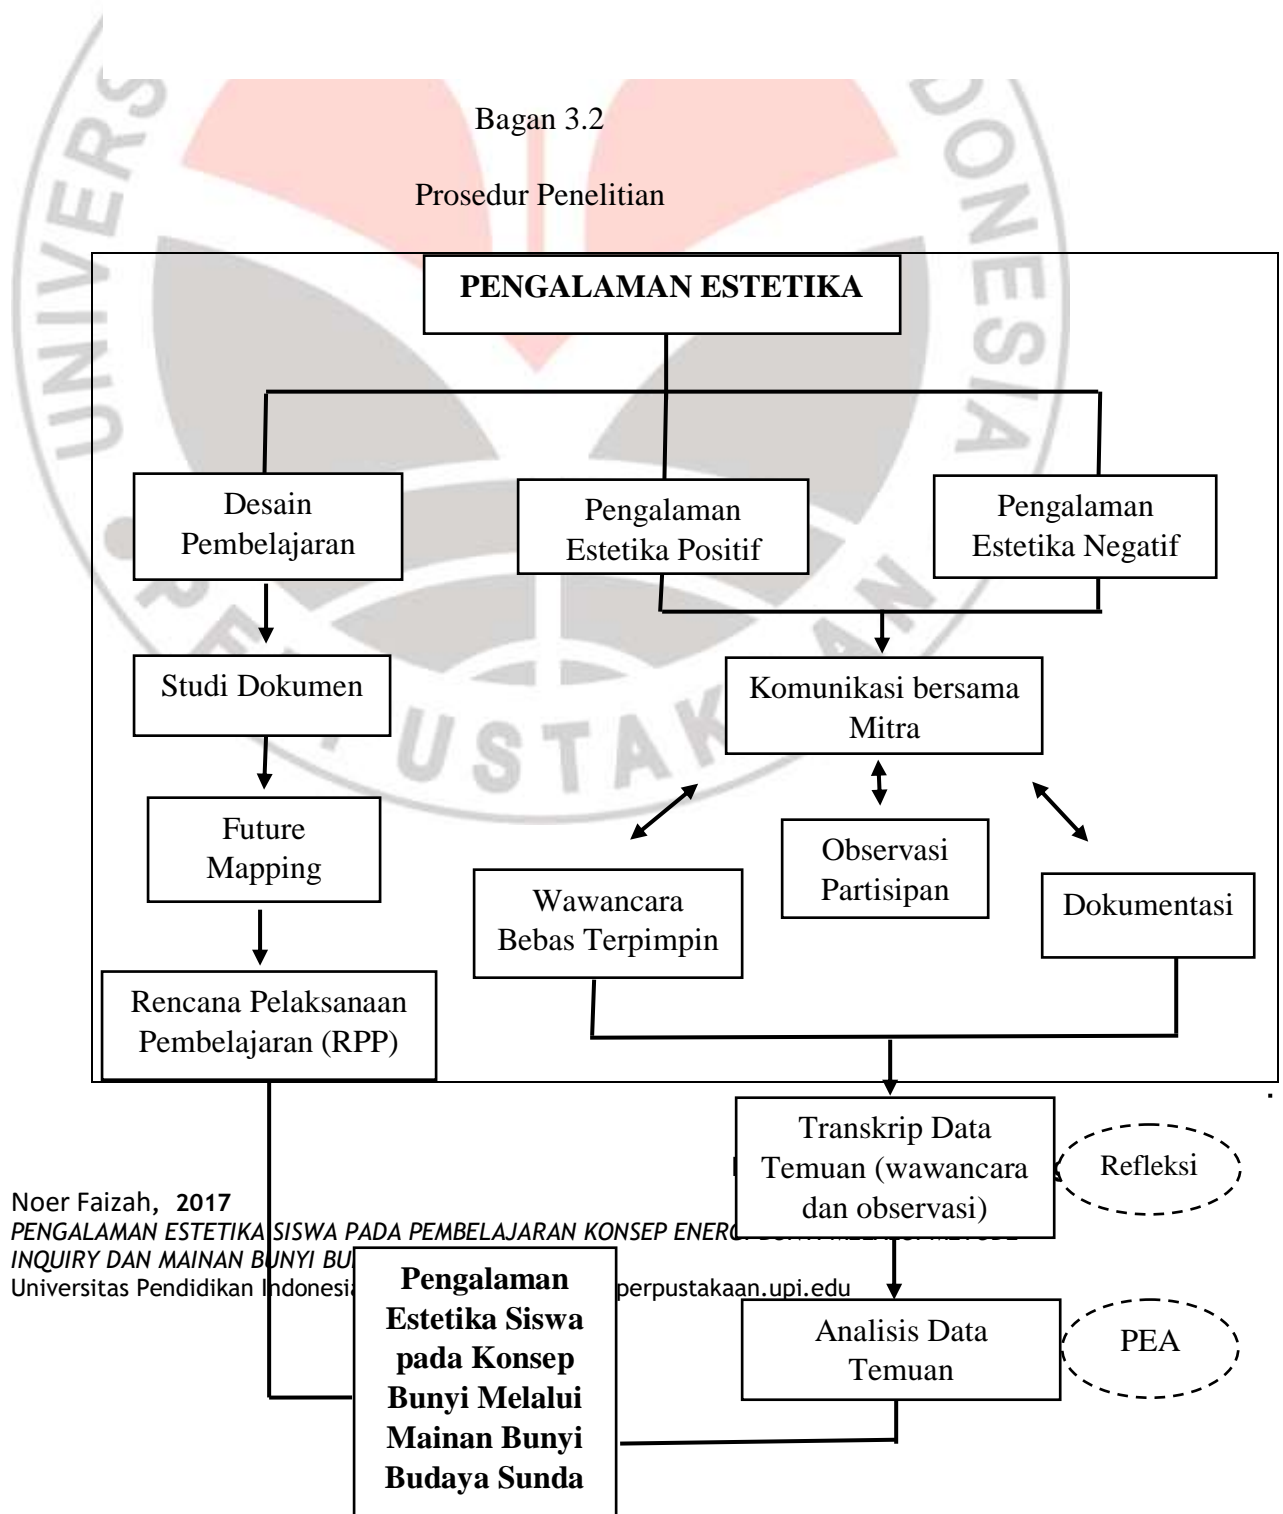 Bagan 3.2
Prosedur Penelitian
PENGALAMAN ESTETIKA
Desain
Pembelajaran
Pengalaman
Estetika Positif
Pengalaman
Estetika Negatif
Studi Dokumen
Komunikasi bersama
Mitra
Future
Mapping
Wawancara
Bebas Terpimpin
Observasi
Partisipan
Dokumentasi
Rencana Pelaksanaan
Pembelajaran (RPP)
Transkrip Data
Temuan (wawancara
dan observasi)
Refleksi
Noer Faizah, 2017
PENGALAMAN ESTETIKA SISWA PADA PEMBELAJARAN KONSEP
INQUIRY DAN MAINAN BUNYI
Universitas Pendidikan Indonesia perpustakaan.upi.edu
Pengalaman
Estetika Siswa
pada Konsep
Bunyi Melalui
Mainan Bunyi
Budaya Sunda
Analisis Data
Temuan
PEA
UNIVERS DONESIA
USTAK